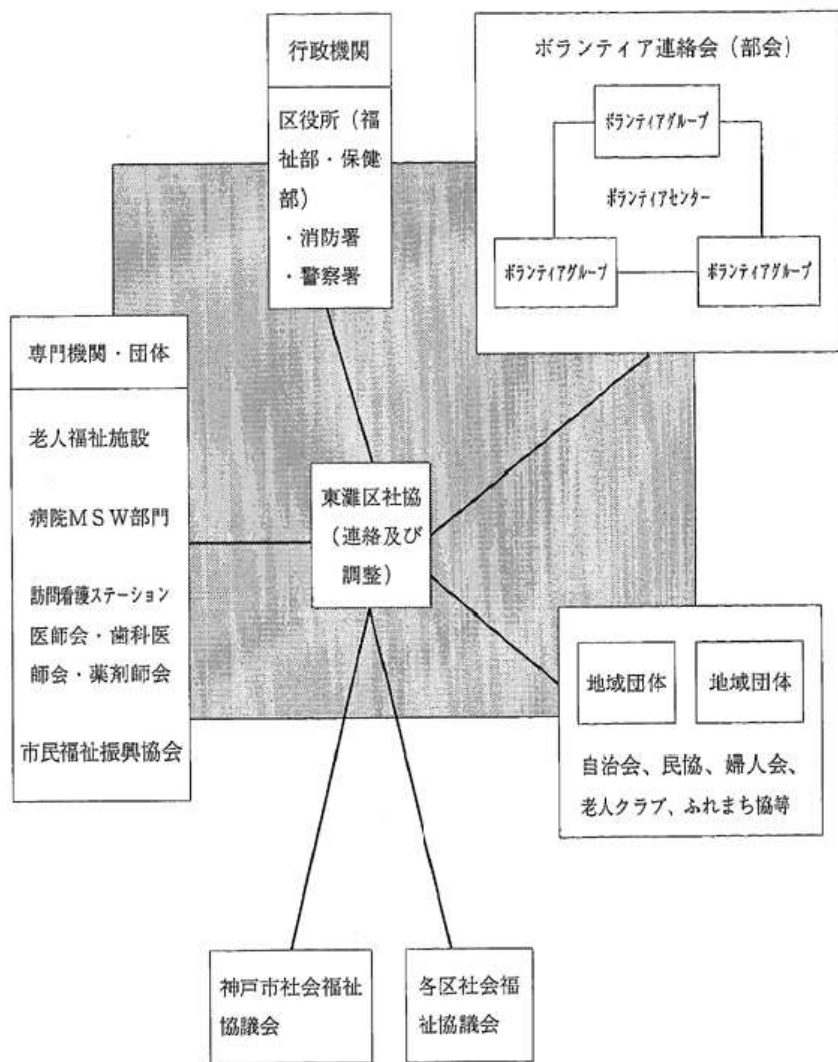 行政機関
区役所（福
祉部・保健
部）
・消防署
・警察署
ボランティア連絡会（部会）
ボランティアグループ
ボランティアセンター
ボランティアグループ
ボランティアグループ
専門機関・団体
老人福祉施設
病院ＭＳＷ部門
訪問看護ステーション
医師会・歯科医
師会・薬剤師会
市民福祉振興協会
東灘区社協
（連絡及び
調整）
地域団体
地域団体
自治会、民協、婦人会、
老人クラブ、ふれまち協等
神戸市社会福祉
協議会
各区社会福
祉協議会